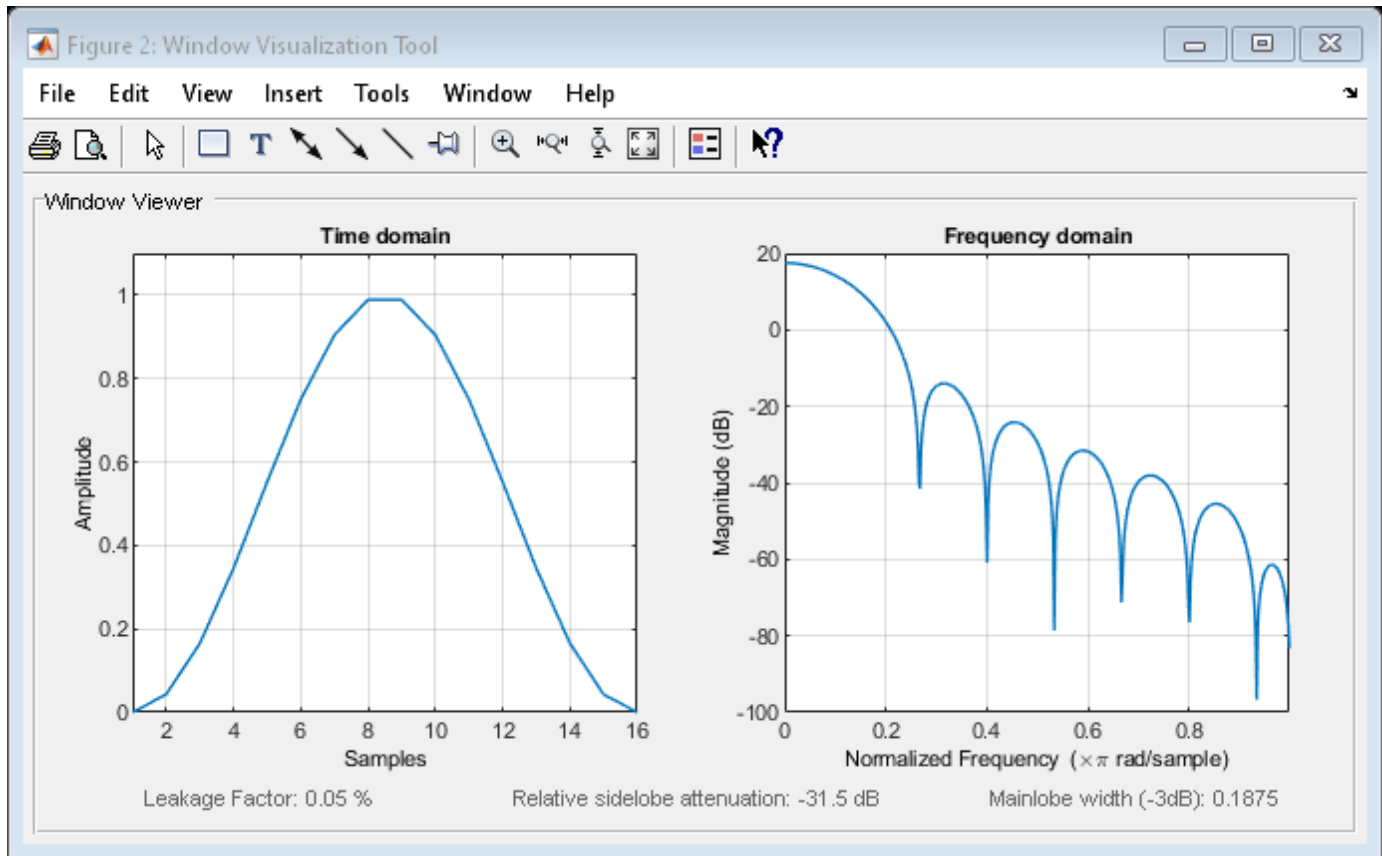 Figure 2: Window Visualization Tool
File Edit View Insert Tools Window Help
T
?
Window Viewer
Time domain
1
0.8
0.6
0.4
0.2
0
Amplitude
2 4 6 8 10 12 14 16
Samples
Frequency domain
20
0
-20
-40
-60
-80
-100
Magnitude (dB)
0 0.2 0.4 0.6 0.8
Normalized Frequency (×π rad/sample)
Leakage Factor: 0.05 % Relative sidelobe attenuation: -31.5 dB Mainlobe width (-3dB): 0.1875